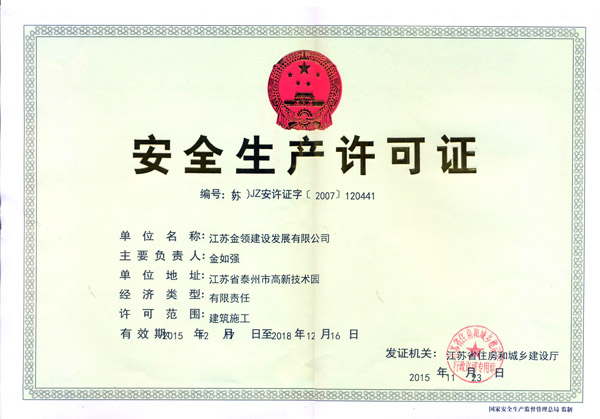 安全生产许可证
编号:(苏)JZ安许证字〔2007〕120441
单位名称:江苏金领建设发展有限公司
主要负责人:金如强
单位地址:江苏省泰州市高新技术园
经济类型:有限责任
许可范围:建筑施工
有效期:2015年12月17日至2018年12月16日
发证机关:江苏省住房和城乡建设厅
2015年11月23日
国家安全生产监督管理总局 监制